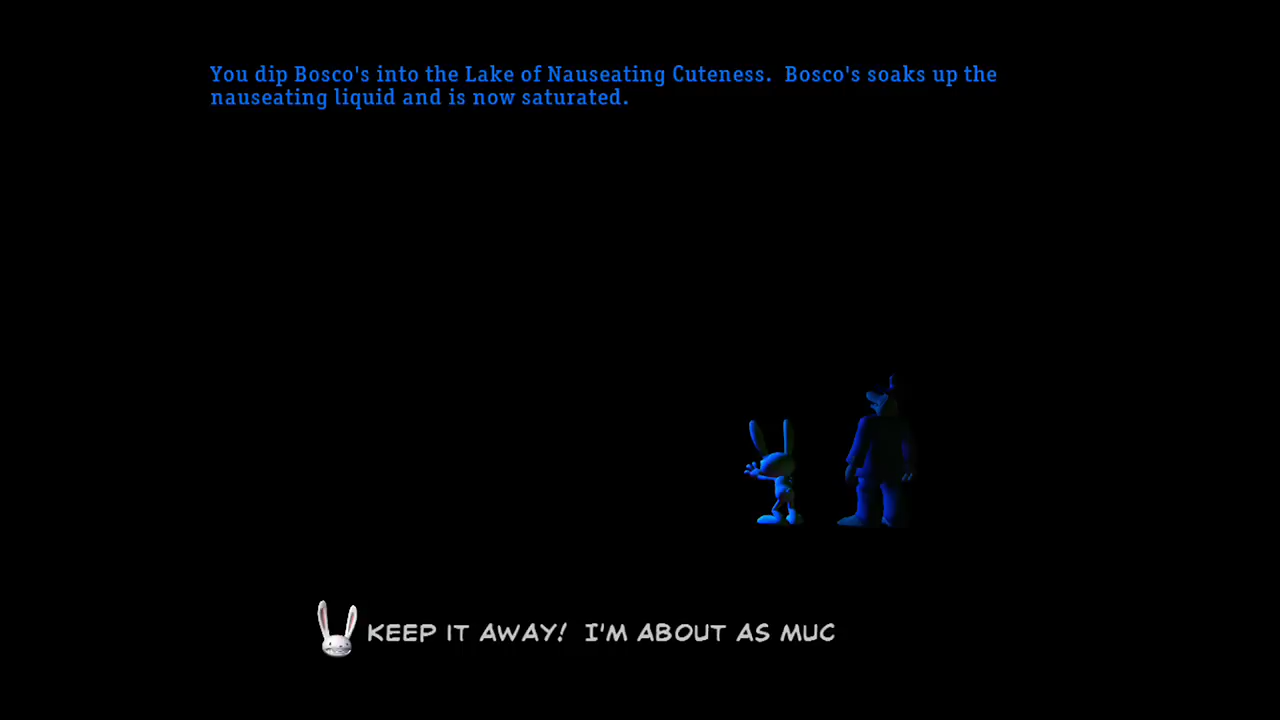 You dip Bosco's into the Lake of Nauseating Cuteness.  Bosco's soaks up the
nauseating liquid and is now saturated.
KEEP IT AWAY!  I'M ABOUT AS MUC